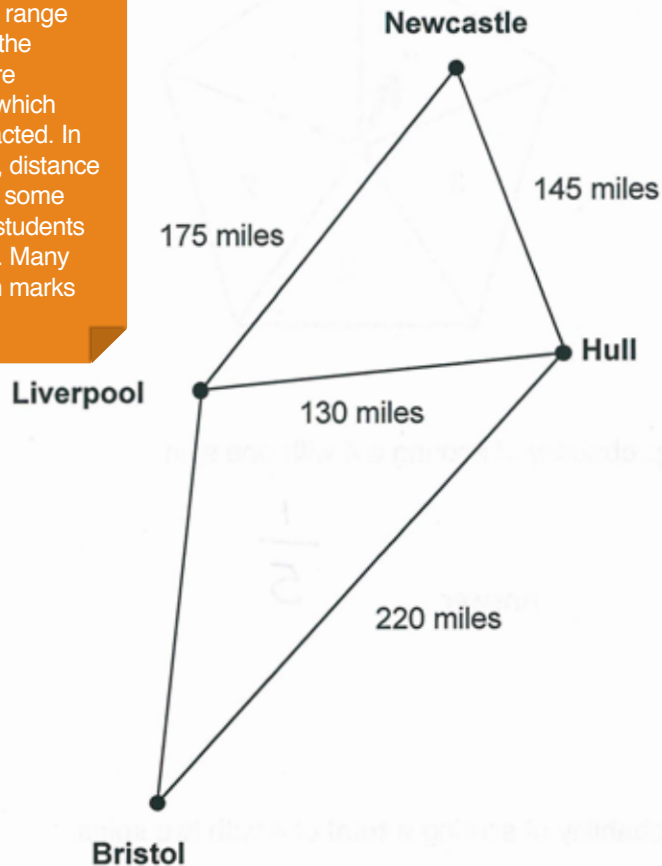 range
the
re
which
acted. In
, distance
some
students
. Many
n marks
Newcastle
145 miles
175 miles
Hull
Liverpool
130 miles
220 miles
Bristol